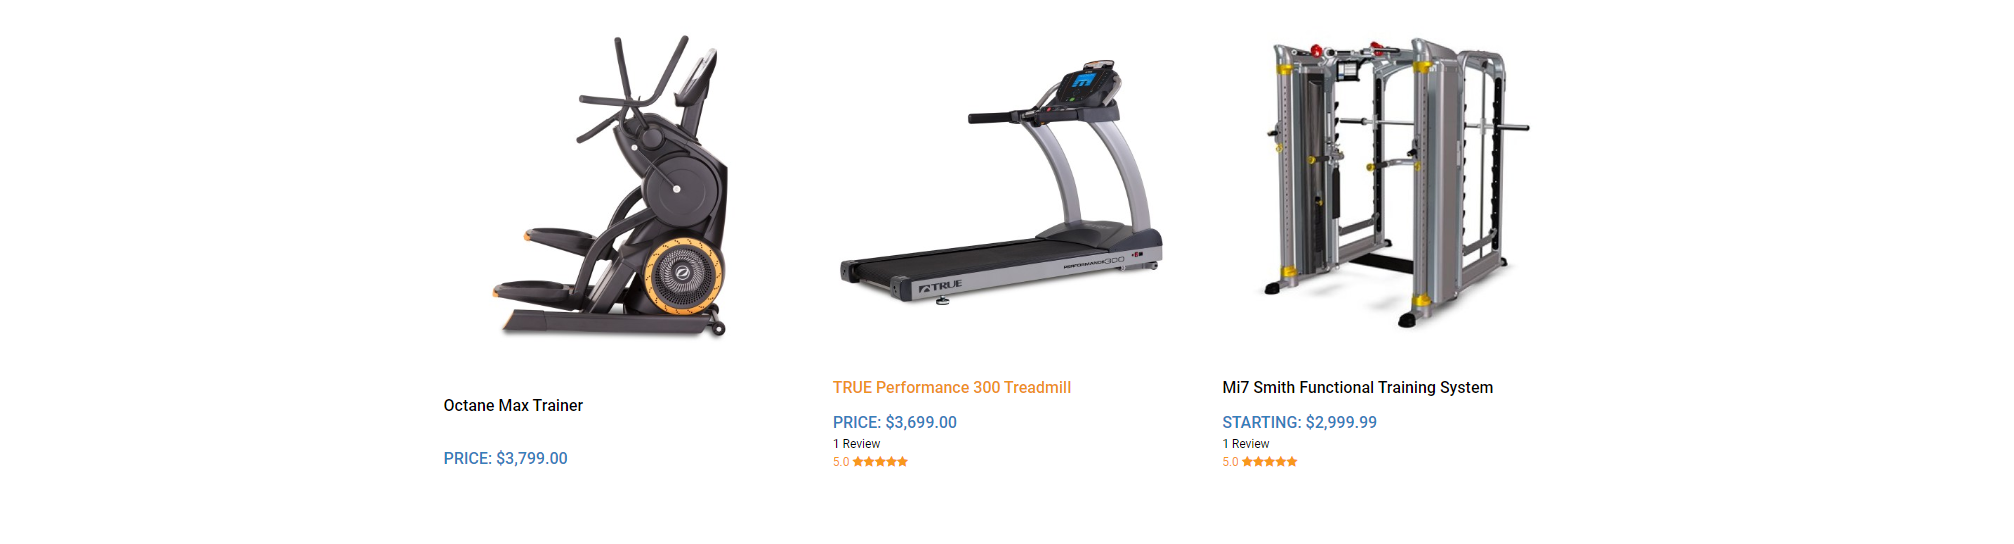 TRUE
PERFORMANCE300
Octane Max Trainer
PRICE: $3,799.00
TRUE Performance 300 Treadmill
PRICE: $3,699.00
1 Review
5.0
Mi7 Smith Functional Training System
STARTING: $2,999.99
1 Review
5.0